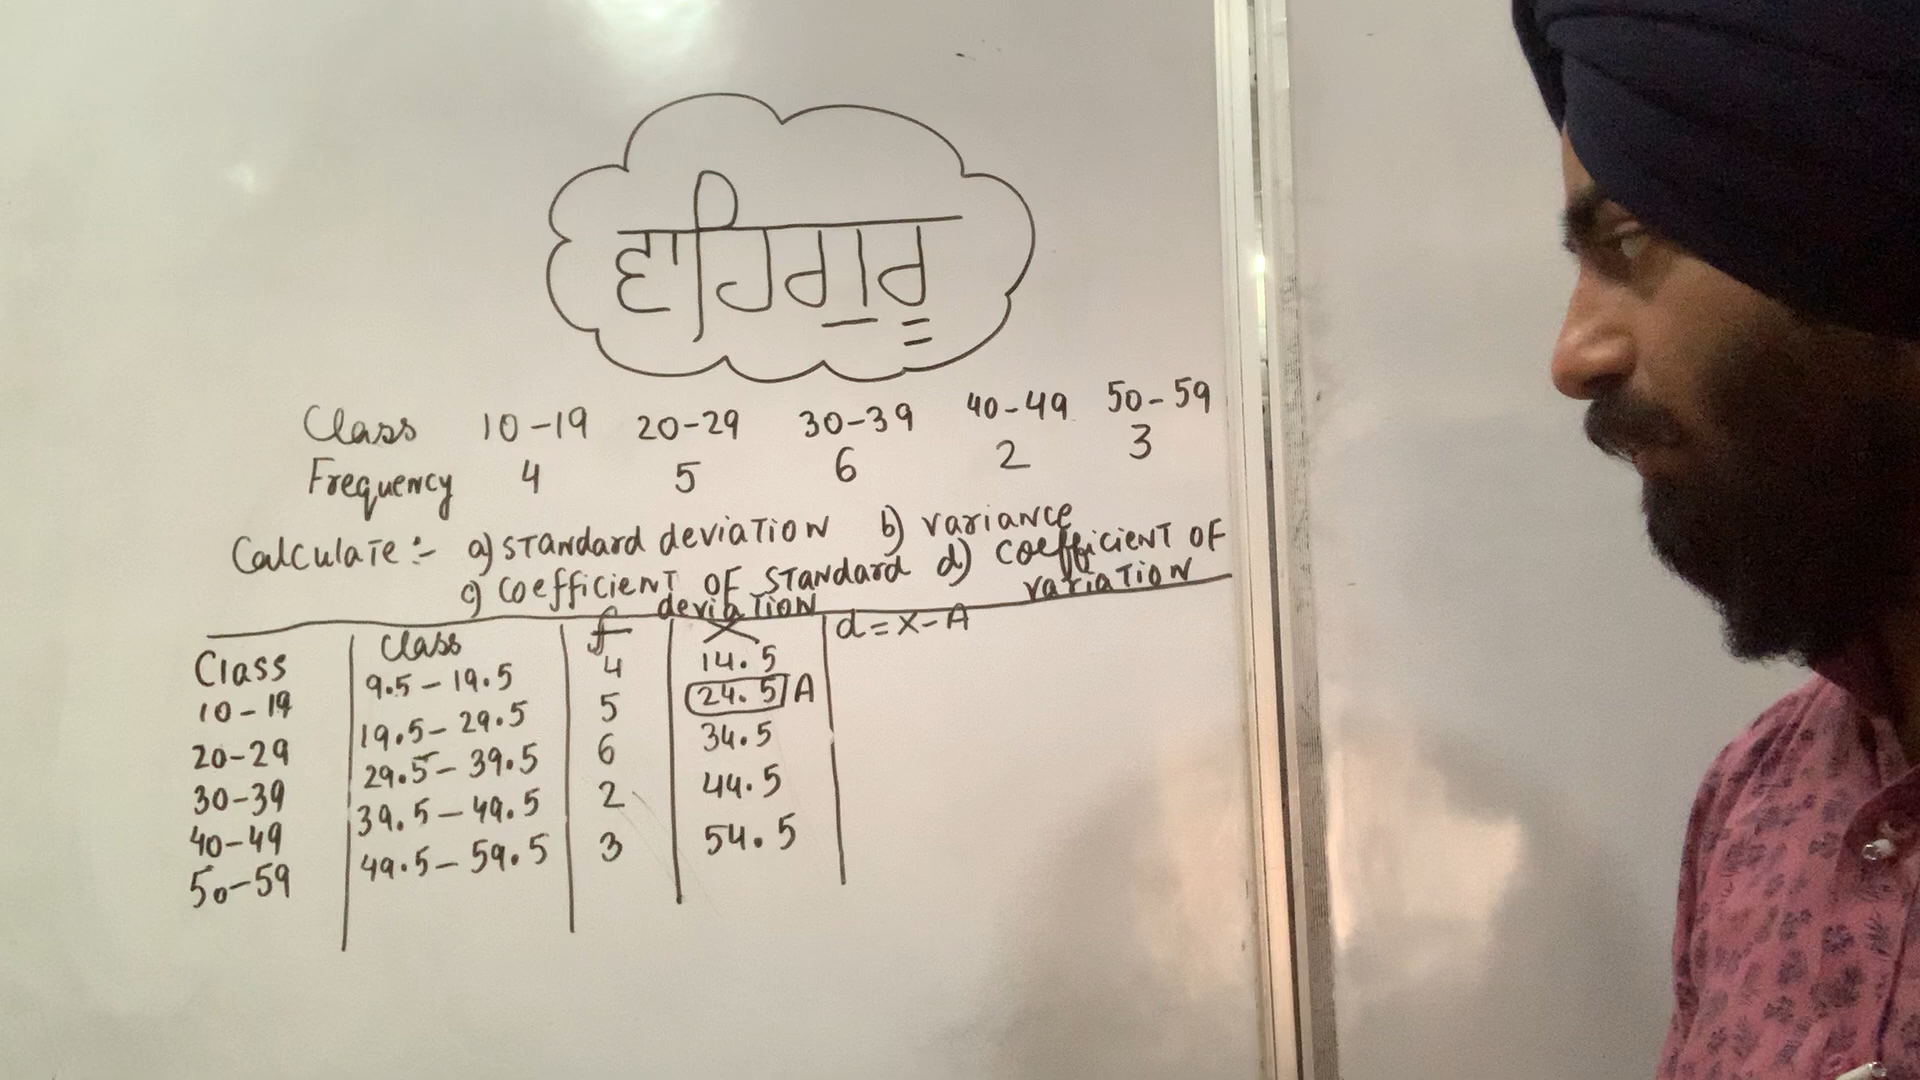 ਵਾਹਿਗੁਰੂ
Class 10-19 20-29 30-39 40-49 50-59
Frequency 4 5 6 2 3
Calculate:- a) standard deviation b) variance
c) coefficient of standard deviation d) coefficient of variation
Class Class f X d=X-A
10-19 9.5-19.5 4 14.5
20-29 19.5-29.5 5 24.5 A
30-39 29.5-39.5 6 34.5
40-49 39.5-49.5 2 44.5
50-59 49.5-59.5 3 54.5